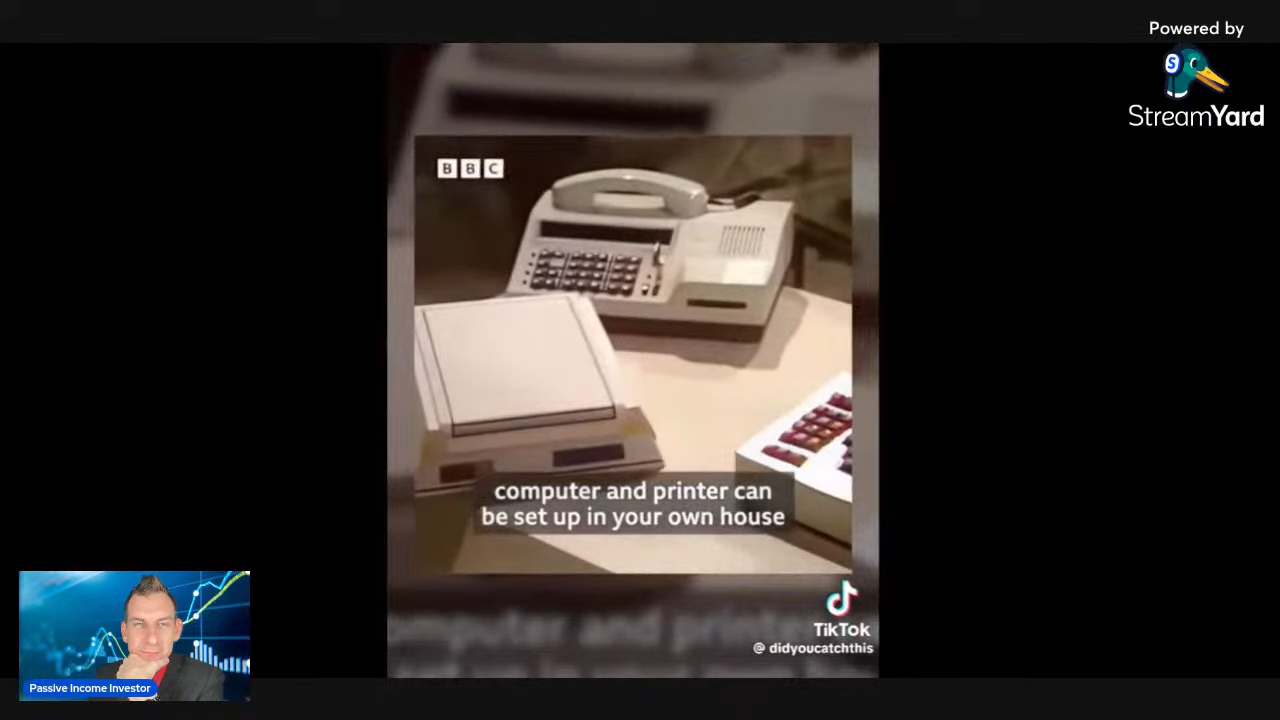 Powered by
S
StreamYard
BBC
computer and printer can
be set up in your own house
TikTok
@ didyoucatchthis
Passive Income Investor